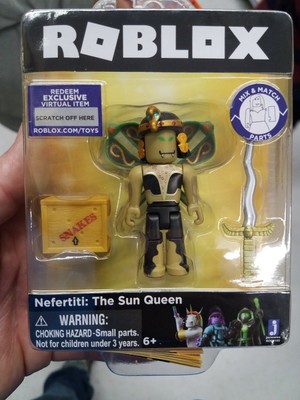 ROBLOX
REDEEM
EXCLUSIVE
VIRTUAL ITEM
SCRATCH OFF HERE
ROBLOX.COM/TOYS
MIX & MATCH
PARTS
SNAKES
Nefertiti: The Sun Queen
WARNING:
CHOKING HAZARD-Small parts.
Not for children under 3 years. 6+